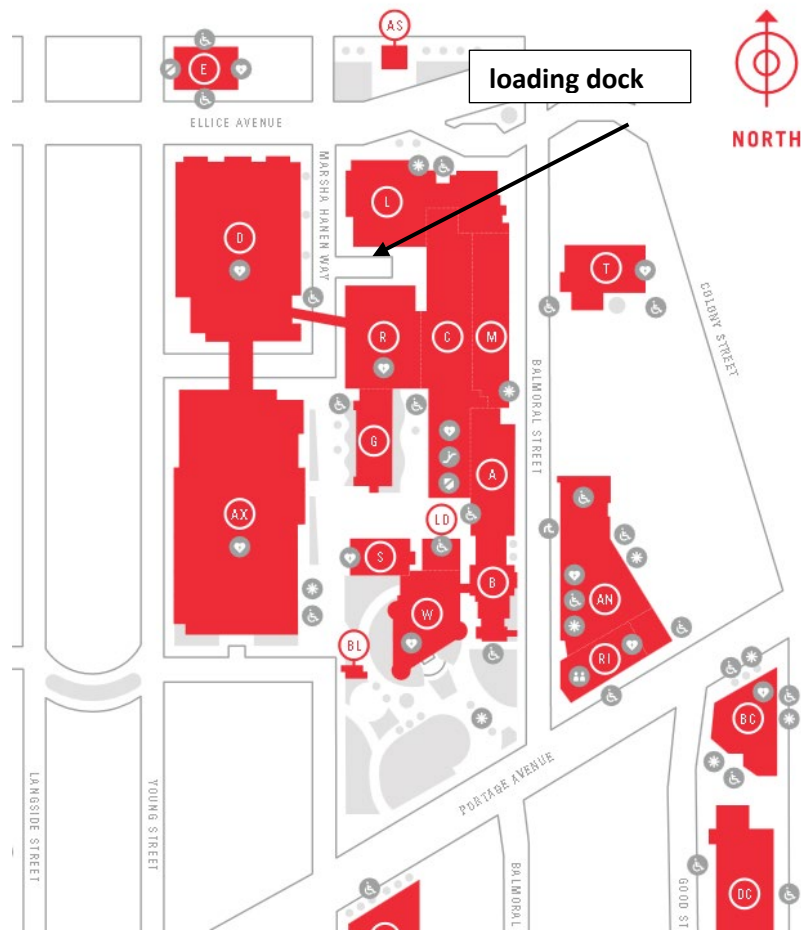 AS
E
loading dock
NORTH
ELLICE AVENUE
MARSHA HANEN WAY
L
D
T
COLONY STREET
R
C
M
BALMORAL STREET
G
A
AX
LD
S
B
AN
W
BL
RI
BC
PORTAGE AVENUE
LANGSIDE STREET
YOUNG STREET
BALMORAL
GOOD ST
DC